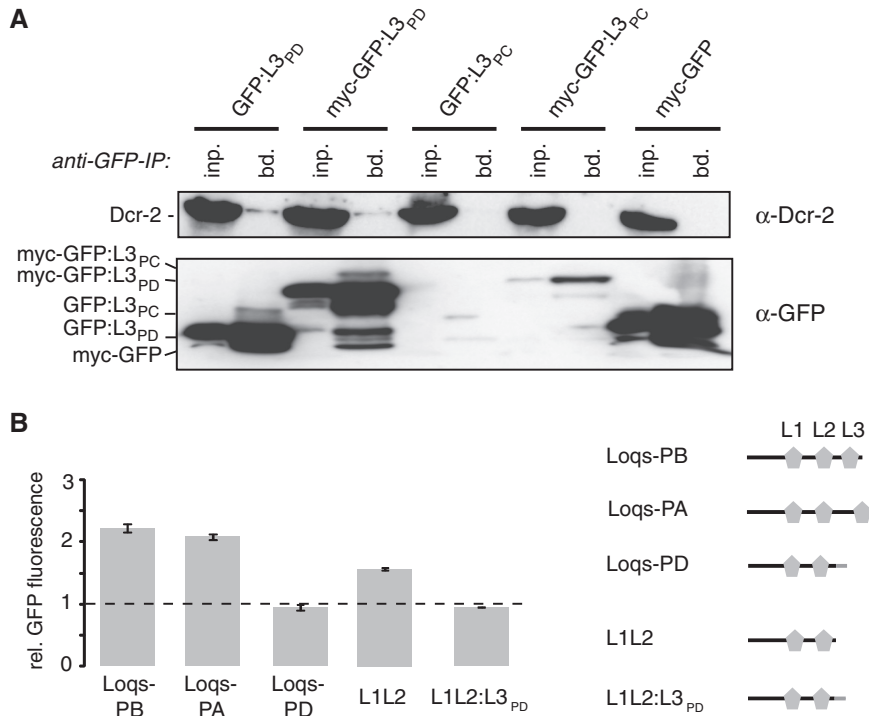 A
GFP:L3PD
myc-GFP:L3PD
GFP:L3PC
myc-GFP:L3PC
myc-GFP
anti-GFP-IP:
inp. bd. inp. bd. inp. bd. inp. bd. inp. bd.
Dcr-2 -
α-Dcr-2
myc-GFP:L3PC
myc-GFP:L3PD
GFP:L3PC
GFP:L3PD
myc-GFP
α-GFP
B
rel. GFP fluorescence
3
2
1
0
Loqs-PB
Loqs-PA
Loqs-PD
L1L2
L1L2:L3PD
L1 L2 L3
Loqs-PB
Loqs-PA
Loqs-PD
L1L2
L1L2:L3PD